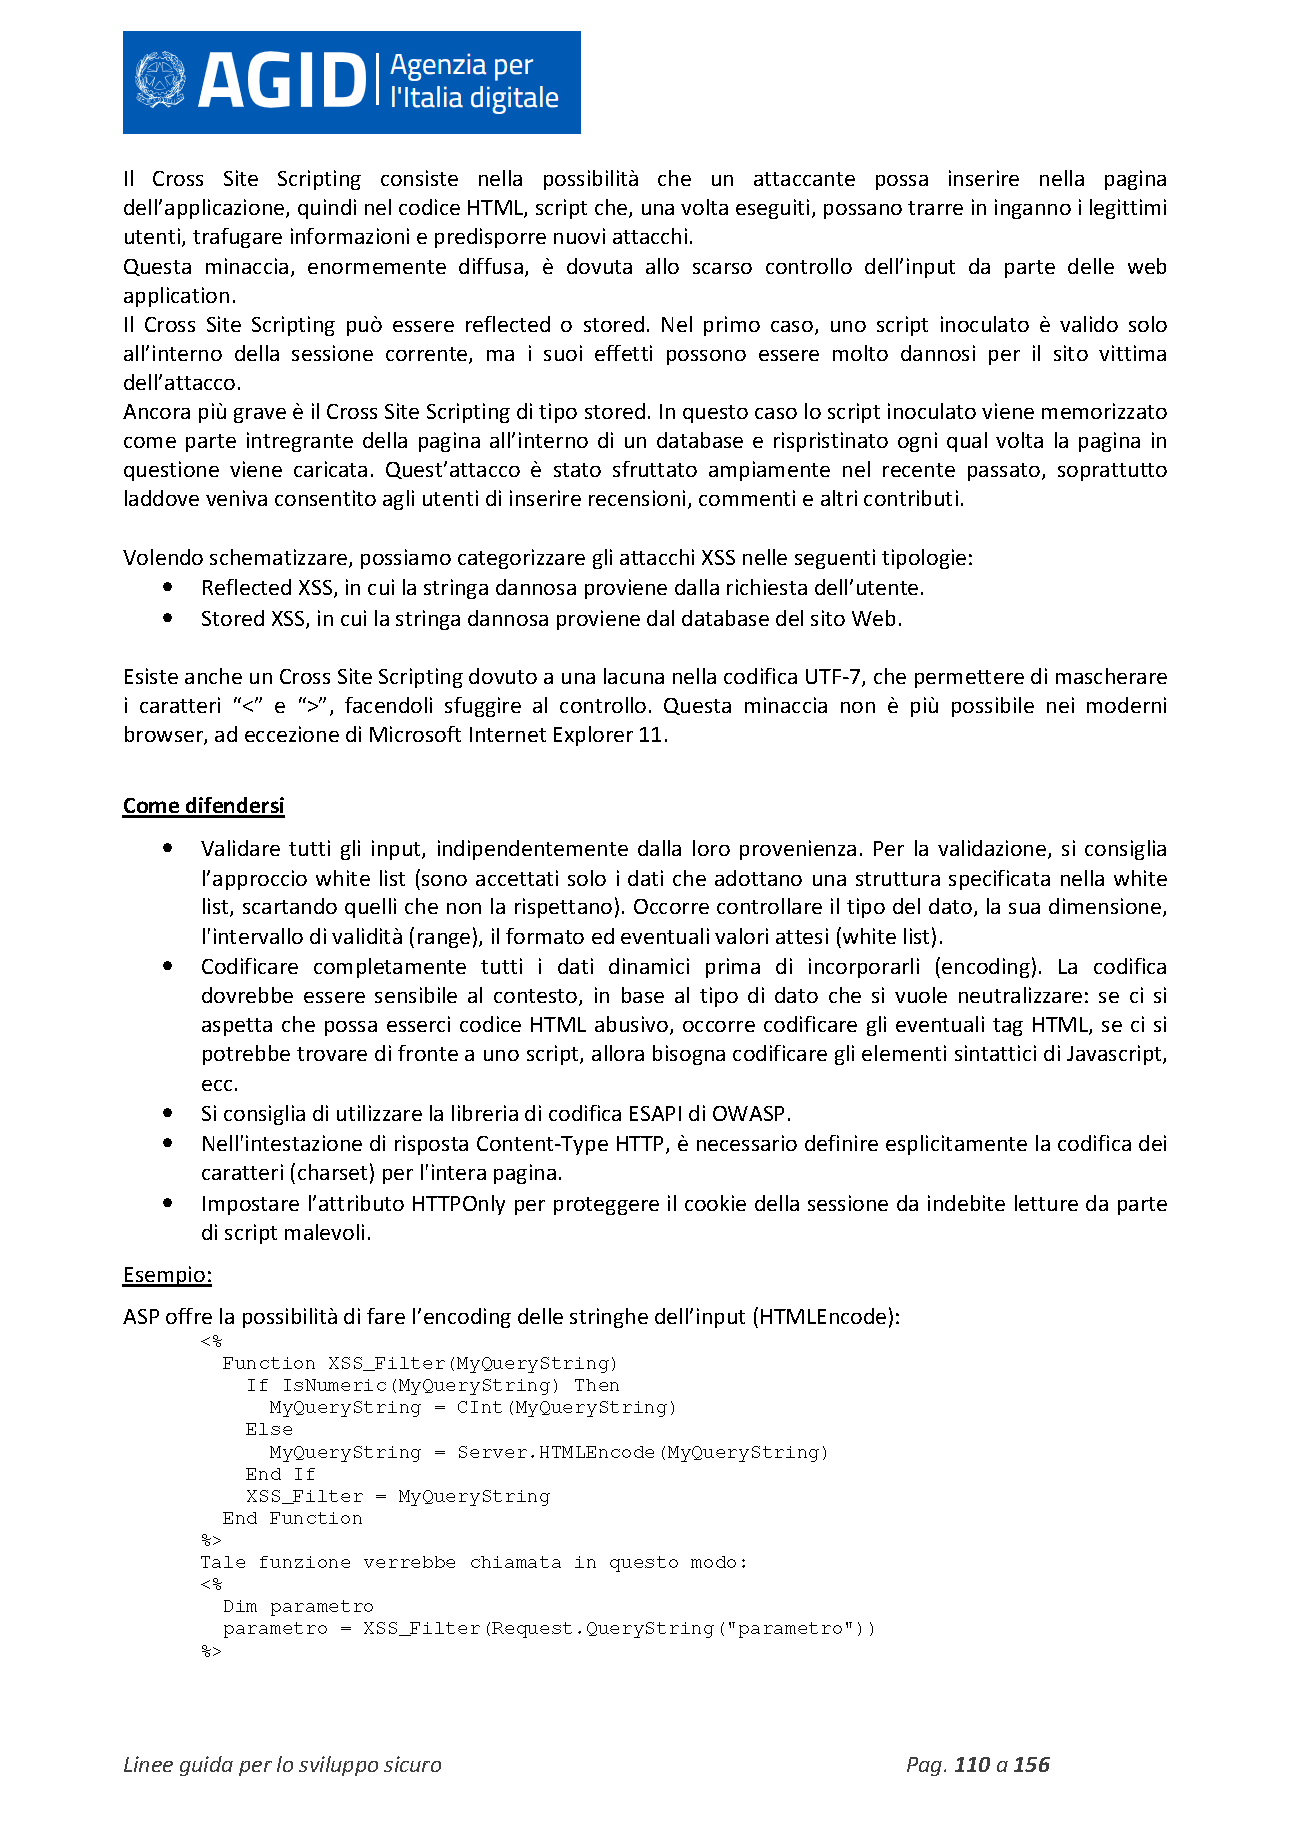 AGID
Agenzia per
l'Italia digitale
Il Cross Site Scripting consiste nella possibilità che un attaccante possa inserire nella pagina
dell’applicazione, quindi nel codice HTML, script che, una volta eseguiti, possano trarre in inganno i legittimi
utenti, trafugare informazioni e predisporre nuovi attacchi.
Questa minaccia, enormemente diffusa, è dovuta allo scarso controllo dell’input da parte delle web
application.
Il Cross Site Scripting può essere reflected o stored. Nel primo caso, uno script inoculato è valido solo
all’interno della sessione corrente, ma i suoi effetti possono essere molto dannosi per il sito vittima
dell’attacco.
Ancora più grave è il Cross Site Scripting di tipo stored. In questo caso lo script inoculato viene memorizzato
come parte intregrante della pagina all’interno di un database e rispristinato ogni qual volta la pagina in
questione viene caricata. Quest’attacco è stato sfruttato ampiamente nel recente passato, soprattutto
laddove veniva consentito agli utenti di inserire recensioni, commenti e altri contributi.
Volendo schematizzare, possiamo categorizzare gli attacchi XSS nelle seguenti tipologie:
• Reflected XSS, in cui la stringa dannosa proviene dalla richiesta dell’utente.
• Stored XSS, in cui la stringa dannosa proviene dal database del sito Web.
Esiste anche un Cross Site Scripting dovuto a una lacuna nella codifica UTF-7, che permettere di mascherare
i caratteri “<” e “>”, facendoli sfuggire al controllo. Questa minaccia non è più possibile nei moderni
browser, ad eccezione di Microsoft Internet Explorer 11.
Come difendersi
• Validare tutti gli input, indipendentemente dalla loro provenienza. Per la validazione, si consiglia
l’approccio white list (sono accettati solo i dati che adottano una struttura specificata nella white
list, scartando quelli che non la rispettano). Occorre controllare il tipo del dato, la sua dimensione,
l'intervallo di validità (range), il formato ed eventuali valori attesi (white list).
• Codificare completamente tutti i dati dinamici prima di incorporarli (encoding). La codifica
dovrebbe essere sensibile al contesto, in base al tipo di dato che si vuole neutralizzare: se ci si
aspetta che possa esserci codice HTML abusivo, occorre codificare gli eventuali tag HTML, se ci si
potrebbe trovare di fronte a uno script, allora bisogna codificare gli elementi sintattici di Javascript,
ecc.
• Si consiglia di utilizzare la libreria di codifica ESAPI di OWASP.
• Nell'intestazione di risposta Content-Type HTTP, è necessario definire esplicitamente la codifica dei
caratteri (charset) per l'intera pagina.
• Impostare l’attributo HTTPOnly per proteggere il cookie della sessione da indebite letture da parte
di script malevoli.
Esempio:
ASP offre la possibilità di fare l’encoding delle stringhe dell’input (HTMLEncode):
<%
Function XSS_Filter(MyQueryString)
If IsNumeric(MyQueryString) Then
MyQueryString = CInt(MyQueryString)
Else
MyQueryString = Server.HTMLEncode(MyQueryString)
End If
XSS_Filter = MyQueryString
End Function
%>
Tale funzione verrebbe chiamata in questo modo:
<%
Dim parametro
parametro = XSS_Filter(Request.QueryString("parametro"))
%>
Linee guida per lo sviluppo sicuro Pag. 110 a 156